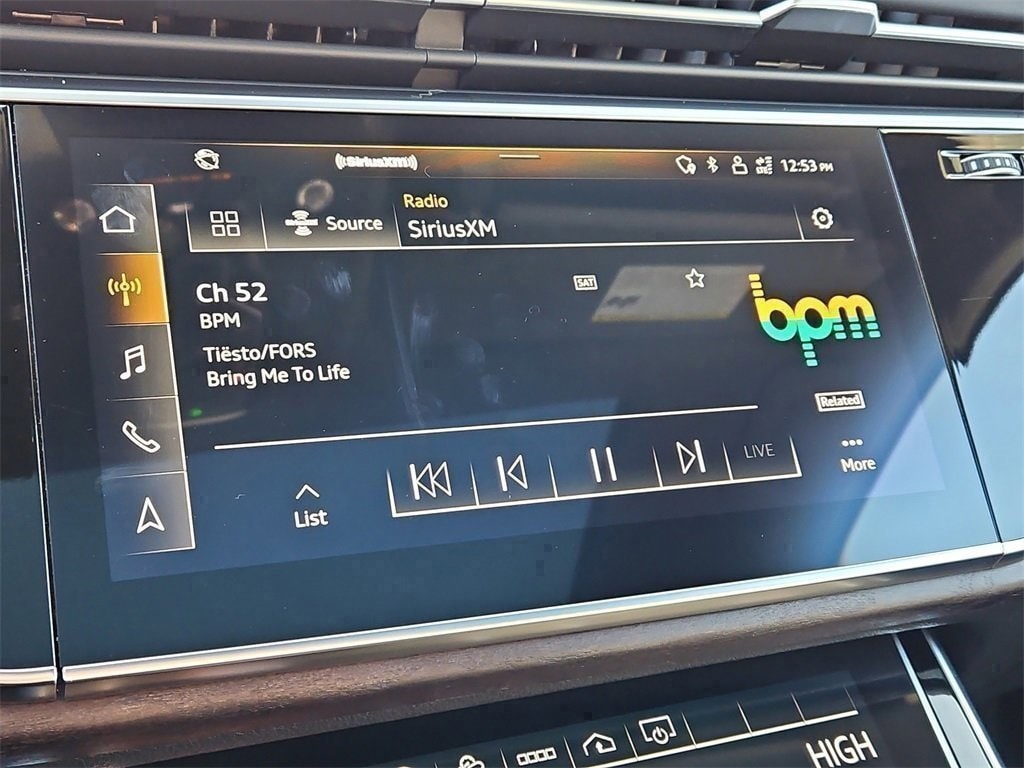 SiriusXM
LTE 12:53 PM
Source
Radio
SiriusXM
Ch 52
SAT
BPM
bpm
Tiësto/FORS
Bring Me To Life
Related
LIVE
More
List
HIGH